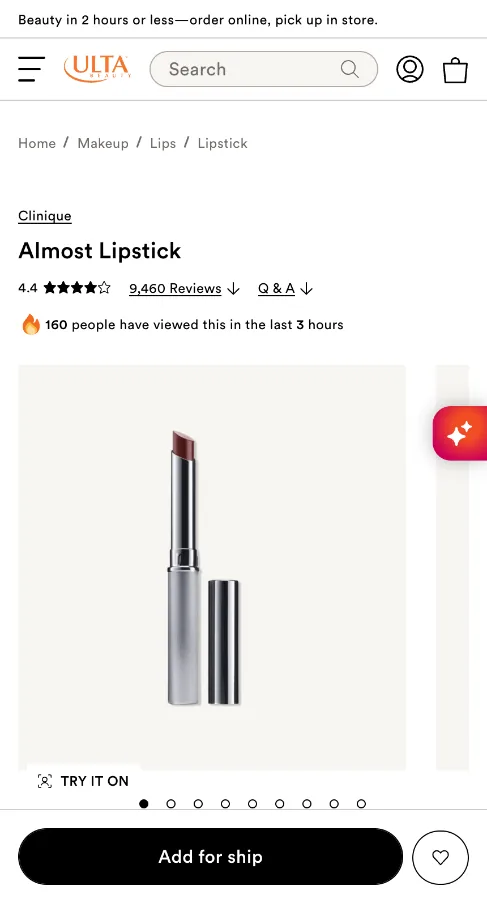 Beauty in 2 hours or less—order online, pick up in store.
ULTA
BEAUTY
Search
Home / Makeup / Lips / Lipstick
Clinique
Almost Lipstick
4.4 9,460 Reviews Q & A
160 people have viewed this in the last 3 hours
TRY IT ON
Add for ship